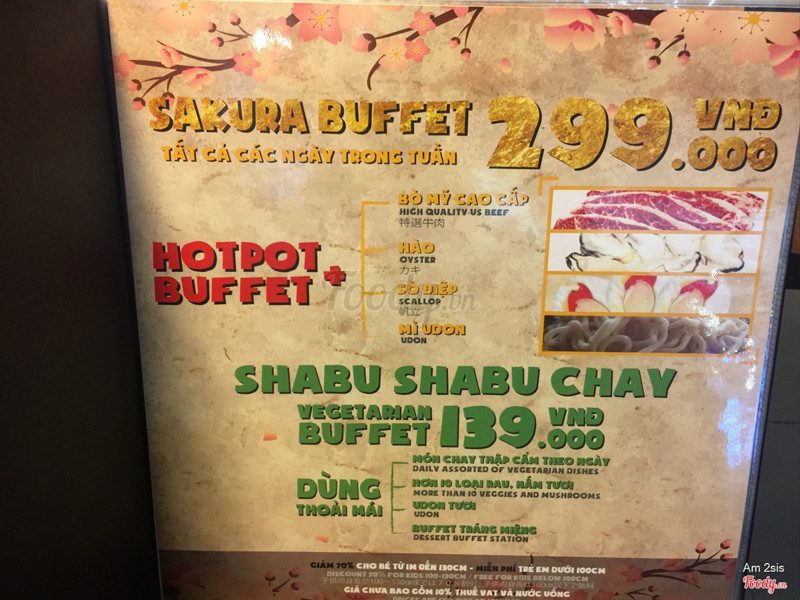 SAKURA BUFFET 299.000 VNĐ
TẤT CẢ CÁC NGÀY TRONG TUẦN
HOTPOT BUFFET +
BÒ MỸ CAO CẤP
HIGH QUALITY US BEEF
特選牛肉
HÀO
OYSTER
カキ
SÒ ĐIỆP
SCALLOP
帆立
MÌ UDON
UDON
Foody.vn
SHABU SHABU CHAY
VEGETARIAN BUFFET 139.000 VNĐ
DÙNG
THOẢI MÁI
MÓN CHAY THẬP CẨM THEO NGÀY
DAILY ASSORTED OF VEGETARIAN DISHES
HƠN 10 LOẠI RAU, NẤM TƯƠI
MORE THAN 10 VEGGIES AND MUSHROOMS
UDON TƯƠI
UDON
BUFFET TRÁNG MIỆNG
DESSERT BUFFET STATION
GIẢM 70% CHO BÉ TỪ 1M ĐẾN 130CM - MIỄN PHÍ TRẺ EM DƯỚI 100CM
DISCOUNT 70% FOR KIDS 100-130CM / FREE FOR KIDS BELOW 100CM
GIÁ CHƯA BAO GỒM 10% THUẾ VAT VÀ NƯỚC UỐNG
Am 2sis
Foody.vn